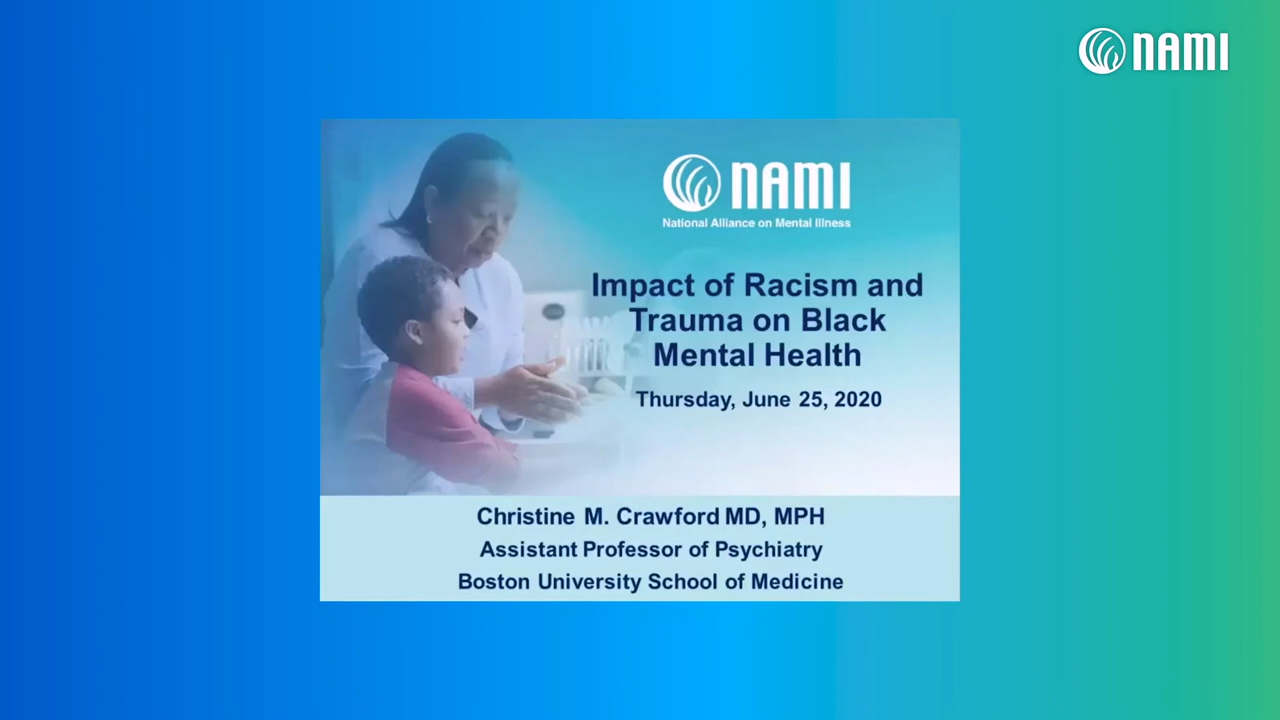 NAMI
NAMI
National Alliance on Mental Illness
Impact of Racism and
Trauma on Black
Mental Health
Thursday, June 25, 2020
Christine M. Crawford MD, MPH
Assistant Professor of Psychiatry
Boston University School of Medicine